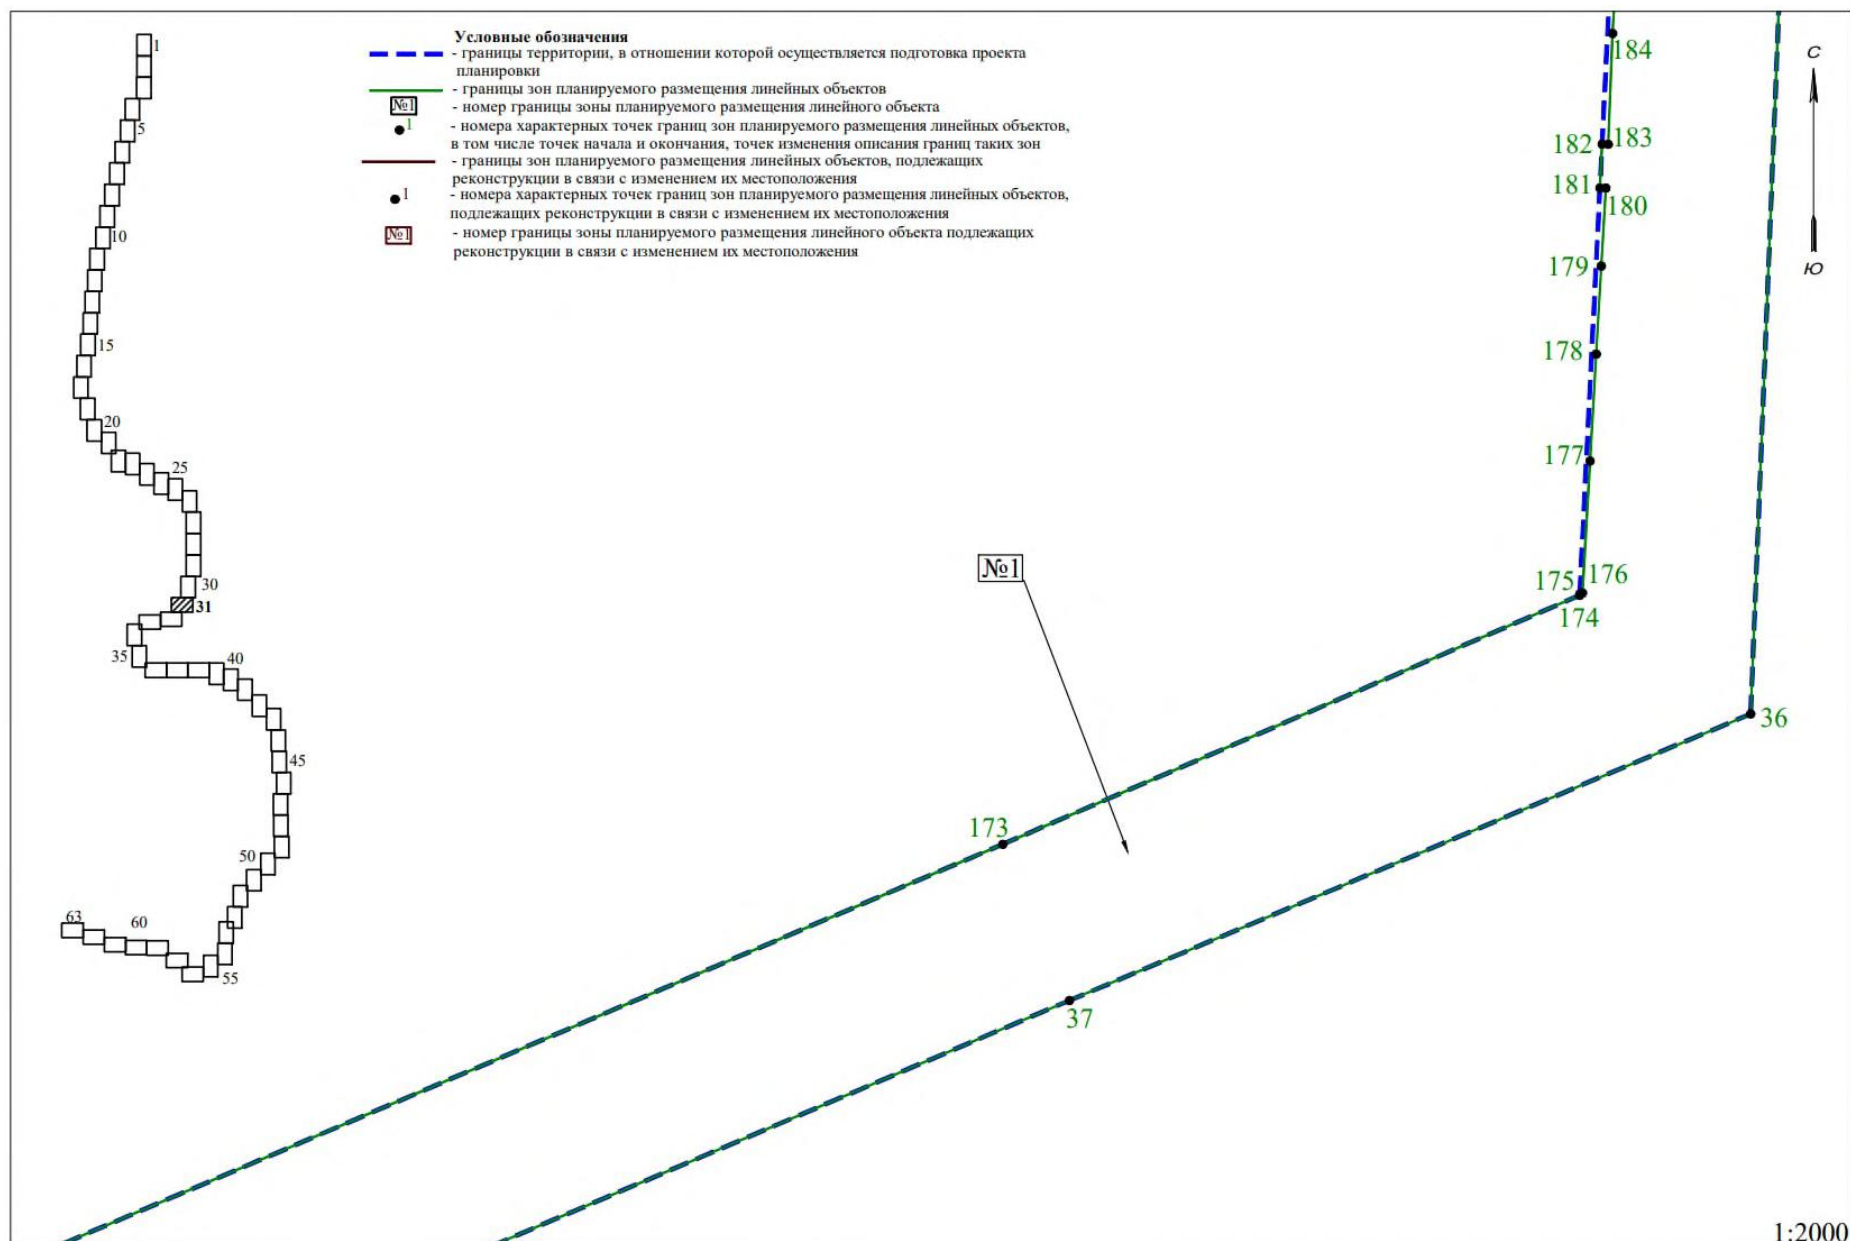 Условные обозначения
- границы территории, в отношении которой осуществляется подготовка проекта
планировки
- границы зон планируемого размещения линейных объектов
№1 - номер границы зоны планируемого размещения линейного объекта
1 - номера характерных точек границ зон планируемого размещения линейных объектов,
в том числе точек начала и окончания, точек изменения описания границ таких зон
- границы зон планируемого размещения линейных объектов, подлежащих
реконструкции в связи с изменением их местоположения
1 - номера характерных точек границ зон планируемого размещения линейных объектов,
подлежащих реконструкции в связи с изменением их местоположения
№1 - номер границы зоны планируемого размещения линейного объекта подлежащих
реконструкции в связи с изменением их местоположения
1
5
10
15
20
25
30
31
35
40
45
50
55
60
63
С
Ю
184
182 183
181
180
179
178
177
175 176
174
36
№1
173
37
1:2000